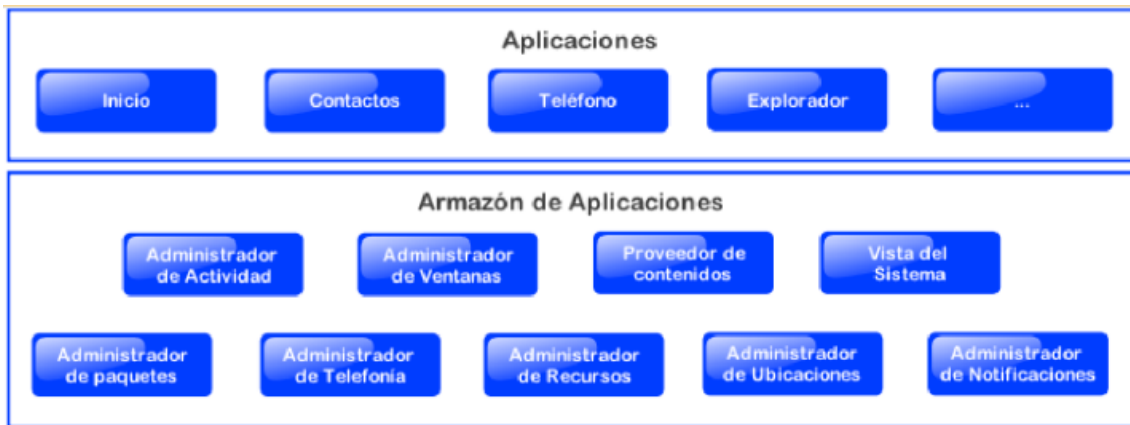 Aplicaciones
Inicio
Contactos
Teléfono
Explorador
...
Armazón de Aplicaciones
Administrador
de Actividad
Administrador
de Ventanas
Proveedor de
contenidos
Vista del
Sistema
Administrador
de paquetes
Administrador
de Telefonía
Administrador
de Recursos
Administrador
de Ubicaciones
Administrador
de Notificaciones